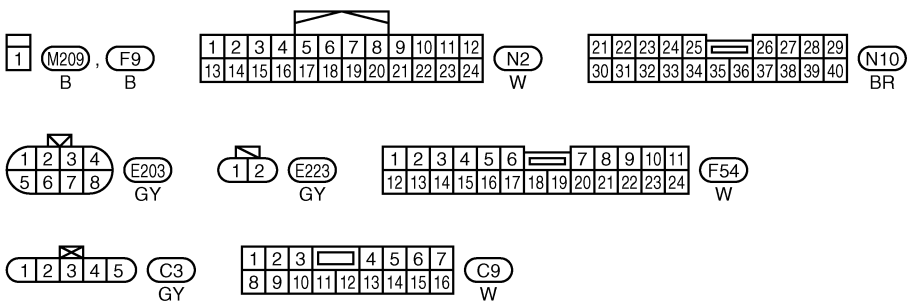 1 M209 , F9
B B
1 2 3 4 5 6 7 8 9 10 11 12
13 14 15 16 17 18 19 20 21 22 23 24
N2
W
21 22 23 24 25 26 27 28 29
30 31 32 33 34 35 36 37 38 39 40
N10
BR
1 2 3 4
5 6 7 8
E203
GY
1 2
E223
GY
1 2 3 4 5 6 7 8 9 10 11
12 13 14 15 16 17 18 19 20 21 22 23 24
F54
W
1 2 3 4 5
C3
GY
1 2 3 4 5 6 7
8 9 10 11 12 13 14 15 16
C9
W